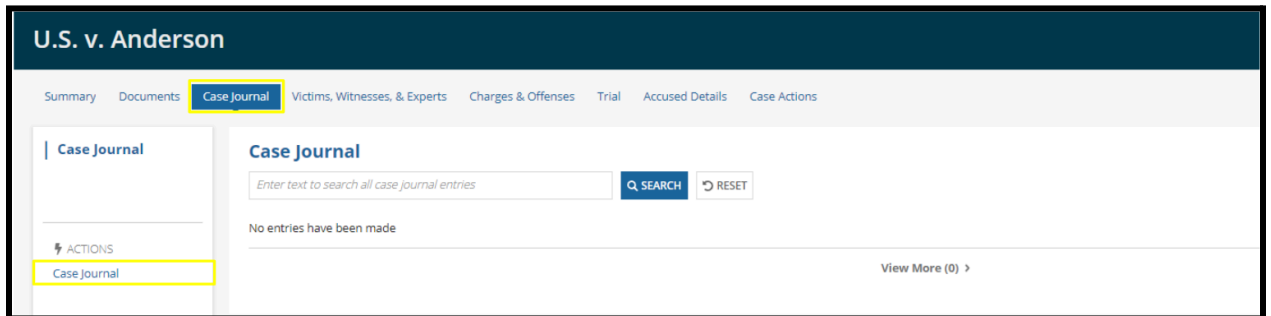 U.S. v. Anderson
Summary Documents Case Journal Victims, Witnesses, & Experts Charges & Offenses Trial Accused Details Case Actions
Case Journal
ACTIONS
Case Journal
Case Journal
Enter text to search all case journal entries SEARCH RESET
No entries have been made
View More (0) >